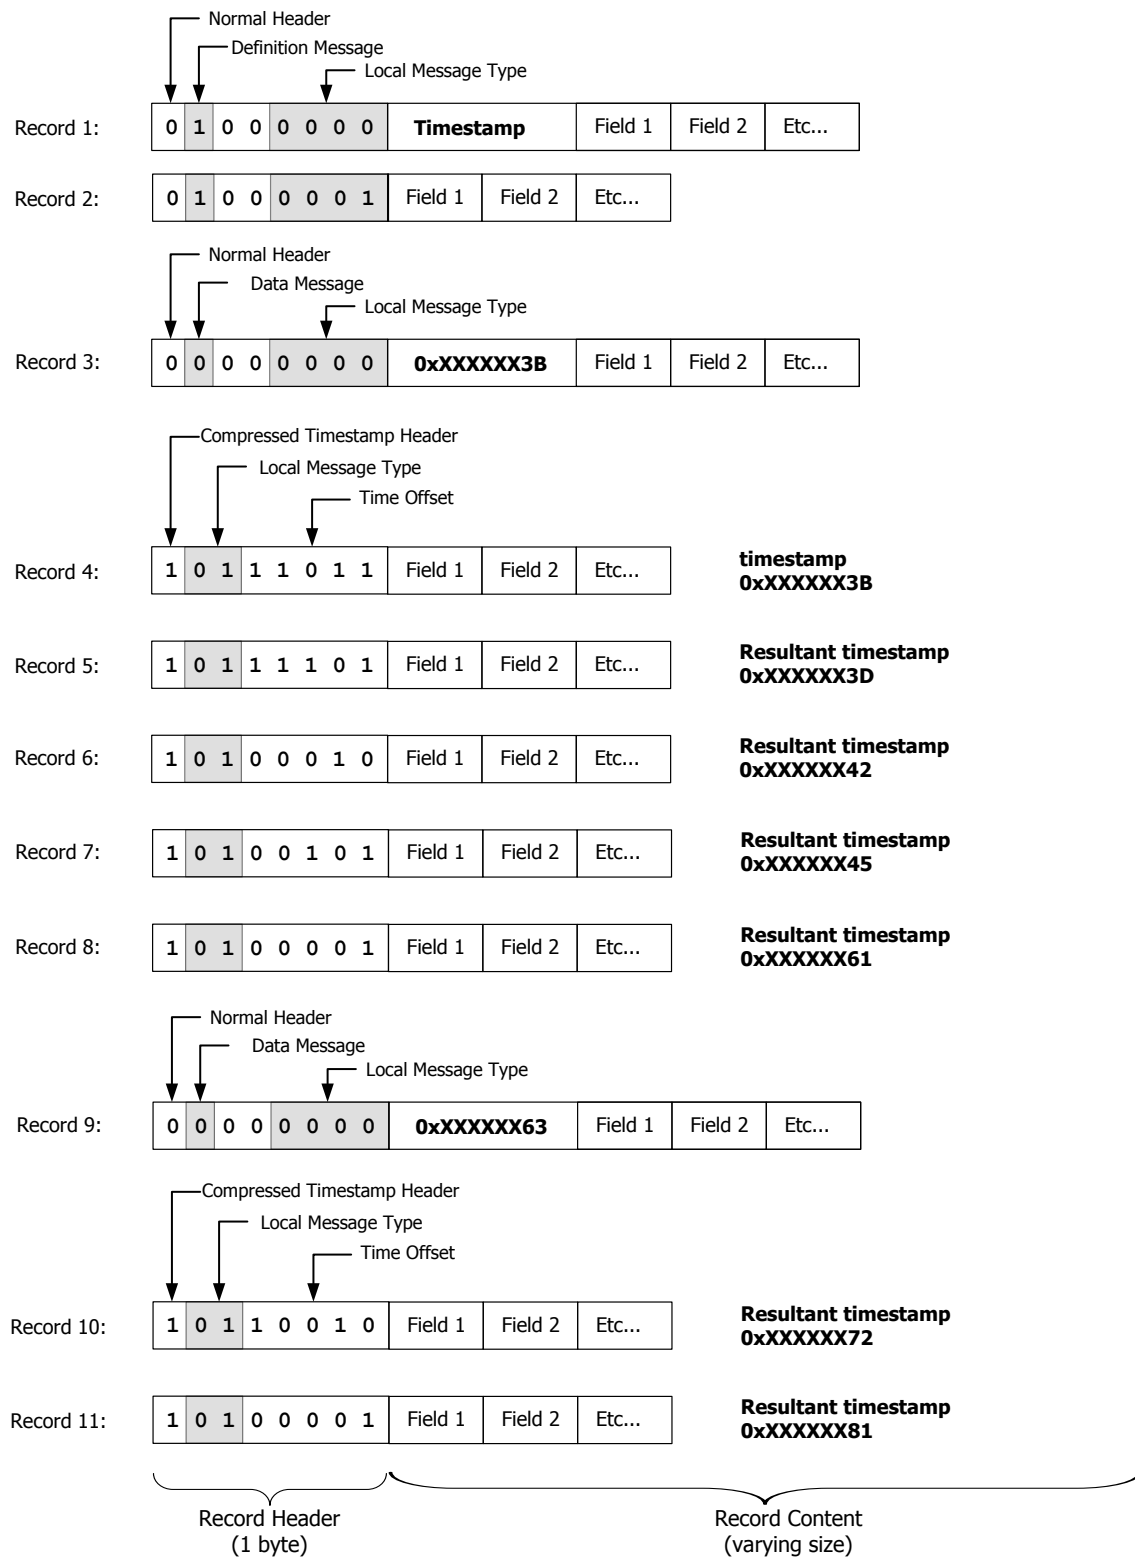 Normal Header
Definition Message
Local Message Type
Record 1: 0 1 0 0 0 0 0 0 Timestamp Field 1 Field 2 Etc...
Record 2: 0 1 0 0 0 0 0 1 Field 1 Field 2 Etc...
Normal Header
Data Message
Local Message Type
Record 3: 0 0 0 0 0 0 0 0 0xXXXXXX3B Field 1 Field 2 Etc...
Compressed Timestamp Header
Local Message Type
Time Offset
Record 4: 1 0 1 1 1 0 1 1 Field 1 Field 2 Etc... timestamp
0xXXXXXX3B
Record 5: 1 0 1 1 1 1 0 1 Field 1 Field 2 Etc... Resultant timestamp
0xXXXXXX3D
Record 6: 1 0 1 0 0 0 1 0 Field 1 Field 2 Etc... Resultant timestamp
0xXXXXXX42
Record 7: 1 0 1 0 0 1 0 1 Field 1 Field 2 Etc... Resultant timestamp
0xXXXXXX45
Record 8: 1 0 1 0 0 0 0 1 Field 1 Field 2 Etc... Resultant timestamp
0xXXXXXX61
Normal Header
Data Message
Local Message Type
Record 9: 0 0 0 0 0 0 0 0 0xXXXXXX63 Field 1 Field 2 Etc...
Compressed Timestamp Header
Local Message Type
Time Offset
Record 10: 1 0 1 1 0 0 1 0 Field 1 Field 2 Etc... Resultant timestamp
0xXXXXXX72
Record 11: 1 0 1 0 0 0 0 1 Field 1 Field 2 Etc... Resultant timestamp
0xXXXXXX81
Record Header Record Content
(1 byte) (varying size)